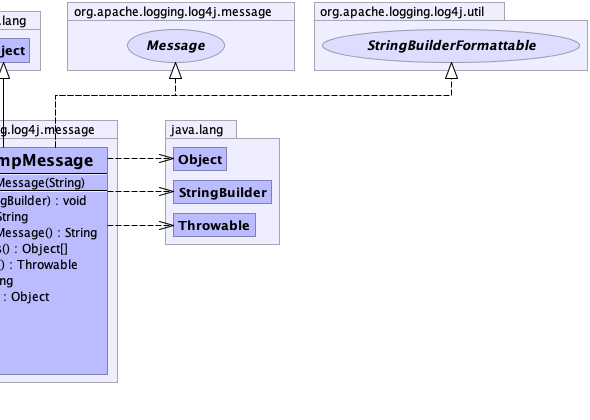 .lang
ject
org.apache.logging.log4j.message
Message
org.apache.logging.log4j.util
StringBuilderFormattable
g.log4j.message
mpMessage
Message(String)
gBuilder) : void
String
Message() : String
s() : Object[]
() : Throwable
ng
: Object
java.lang
Object
StringBuilder
Throwable